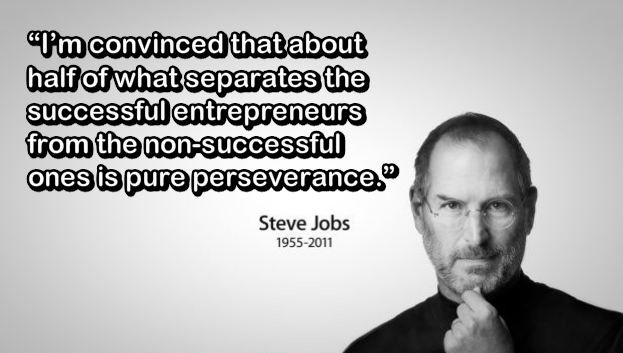 “I’m convinced that about
half of what separates the
successful entrepreneurs
from the non-successful
ones is pure perseverance.”
Steve Jobs
1955-2011